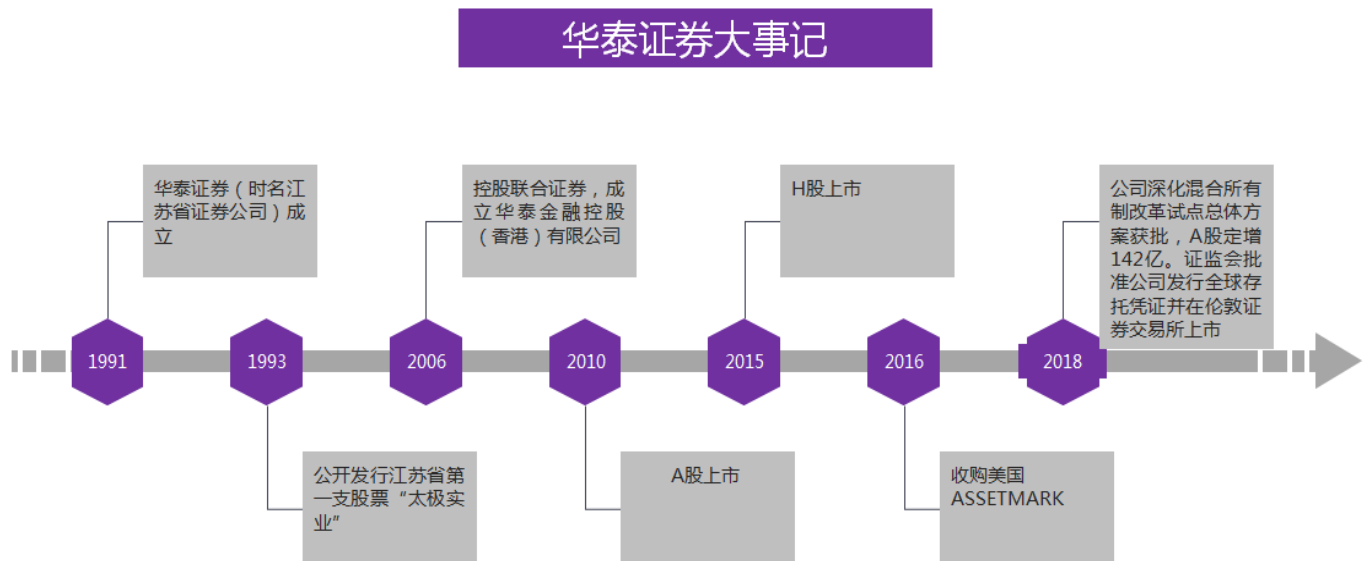 华泰证券大事记
华泰证券（时名江
苏省证券公司）成
立
控股联合证券，成
立华泰金融控股
（香港）有限公司
H股上市
公司深化混合所有
制改革试点总体方
案获批，A股定增
142亿。证监会批
准公司发行全球存
托凭证并在伦敦证
券交易所上市
1991
1993
2006
2010
2015
2016
2018
公开发行江苏省第
一支股票“太极实
业”
A股上市
收购美国
ASSETMARK